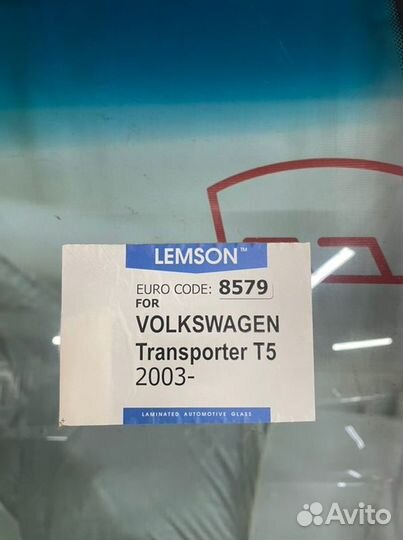 LEMSON™
EURO CODE: 8579
FOR
VOLKSWAGEN
Transporter T5
2003-
LAMINATED AUTOMOTIVE GLASS
Avito